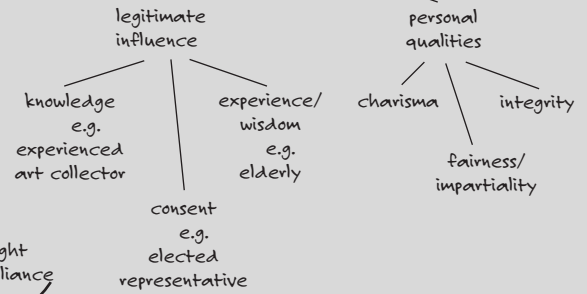 legitimate
influence
personal
qualities
knowledge
e.g.
experienced
art collector
experience/
wisdom
e.g.
elderly
consent
e.g.
elected
representative
charisma
integrity
fairness/
impartiality